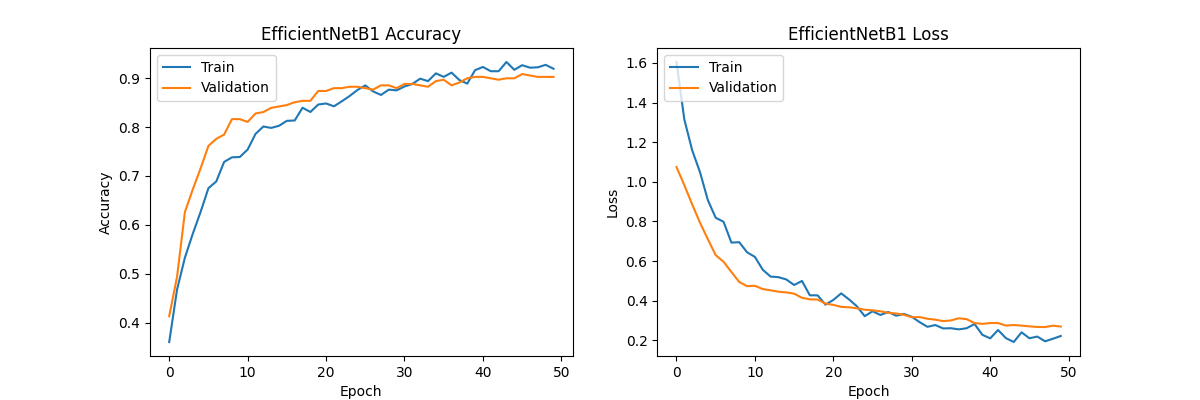 EfficientNetB1 Accuracy
Train
Validation
0.9
0.8
0.7
0.6
0.5
0.4
Accuracy
0 10 20 30 40 50
Epoch
EfficientNetB1 Loss
Train
Validation
1.6
1.4
1.2
1.0
0.8
0.6
0.4
0.2
Loss
0 10 20 30 40 50
Epoch